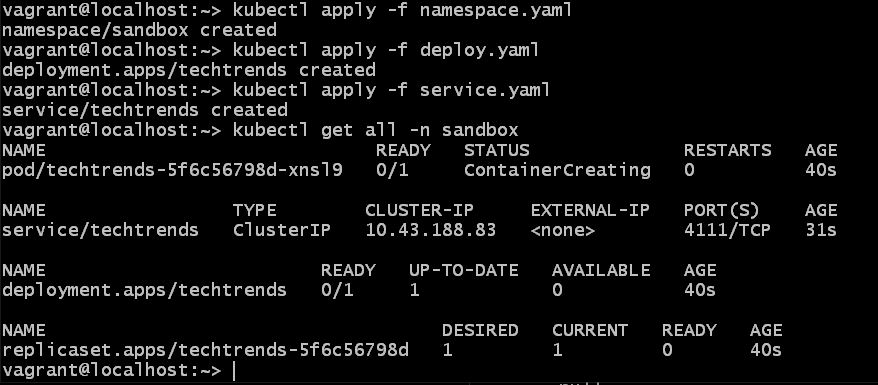 vagrant@localhost:~> kubectl apply -f namespace.yaml
namespace/sandbox created
vagrant@localhost:~> kubectl apply -f deploy.yaml
deployment.apps/techtrends created
vagrant@localhost:~> kubectl apply -f service.yaml
service/techtrends created
vagrant@localhost:~> kubectl get all -n sandbox
NAME READY STATUS RESTARTS AGE
pod/techtrends-5f6c56798d-xnsl9 0/1 ContainerCreating 0 40s
NAME TYPE CLUSTER-IP EXTERNAL-IP PORT(S) AGE
service/techtrends ClusterIP 10.43.188.83 <none> 4111/TCP 31s
NAME READY UP-TO-DATE AVAILABLE AGE
deployment.apps/techtrends 0/1 1 0 40s
NAME DESIRED CURRENT READY AGE
replicaset.apps/techtrends-5f6c56798d 1 1 0 40s
vagrant@localhost:~>